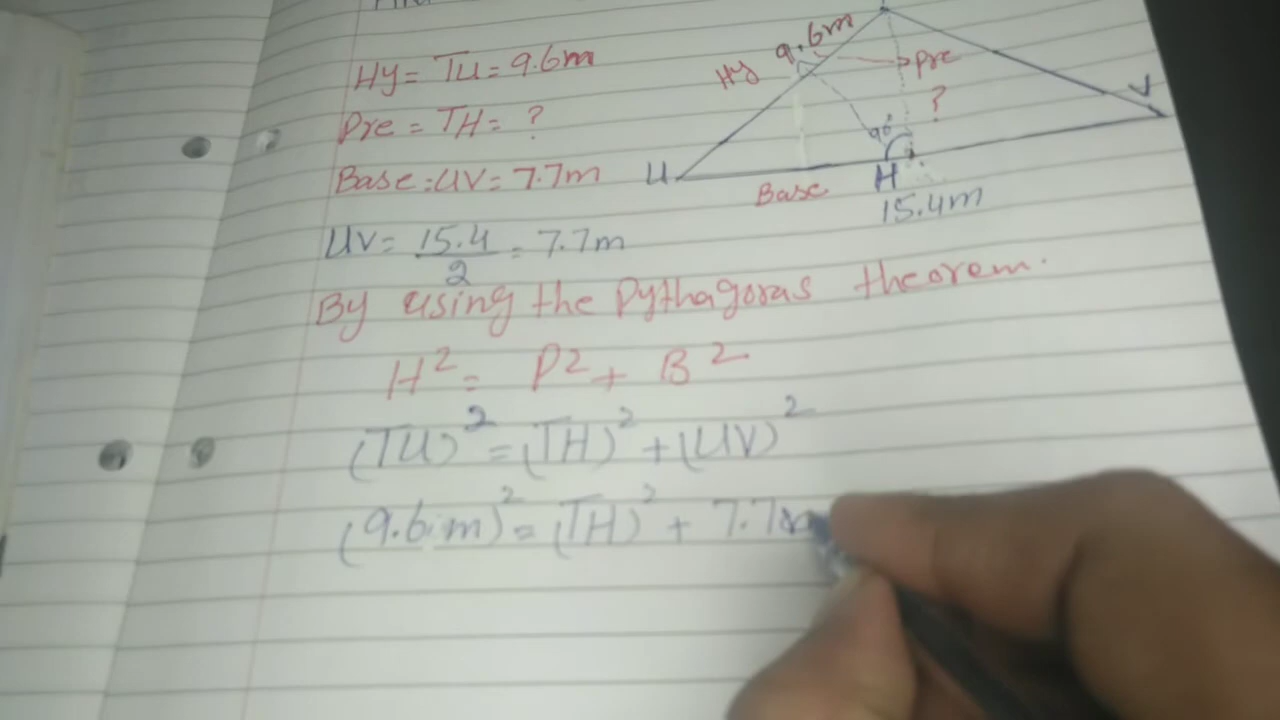 Hy = TU = 9.6m
Pre = TH = ?
Base = UV = 7.7m
UV = 15.4 / 2 = 7.7m
By using the Pythagoras theorem.
H² = P² + B²
(TU)² = (TH)² + (UV)²
(9.6m)² = (TH)² + 7.7m
Hy 9.6m
Pre
?
90°
U
V
Base
H
15.4m